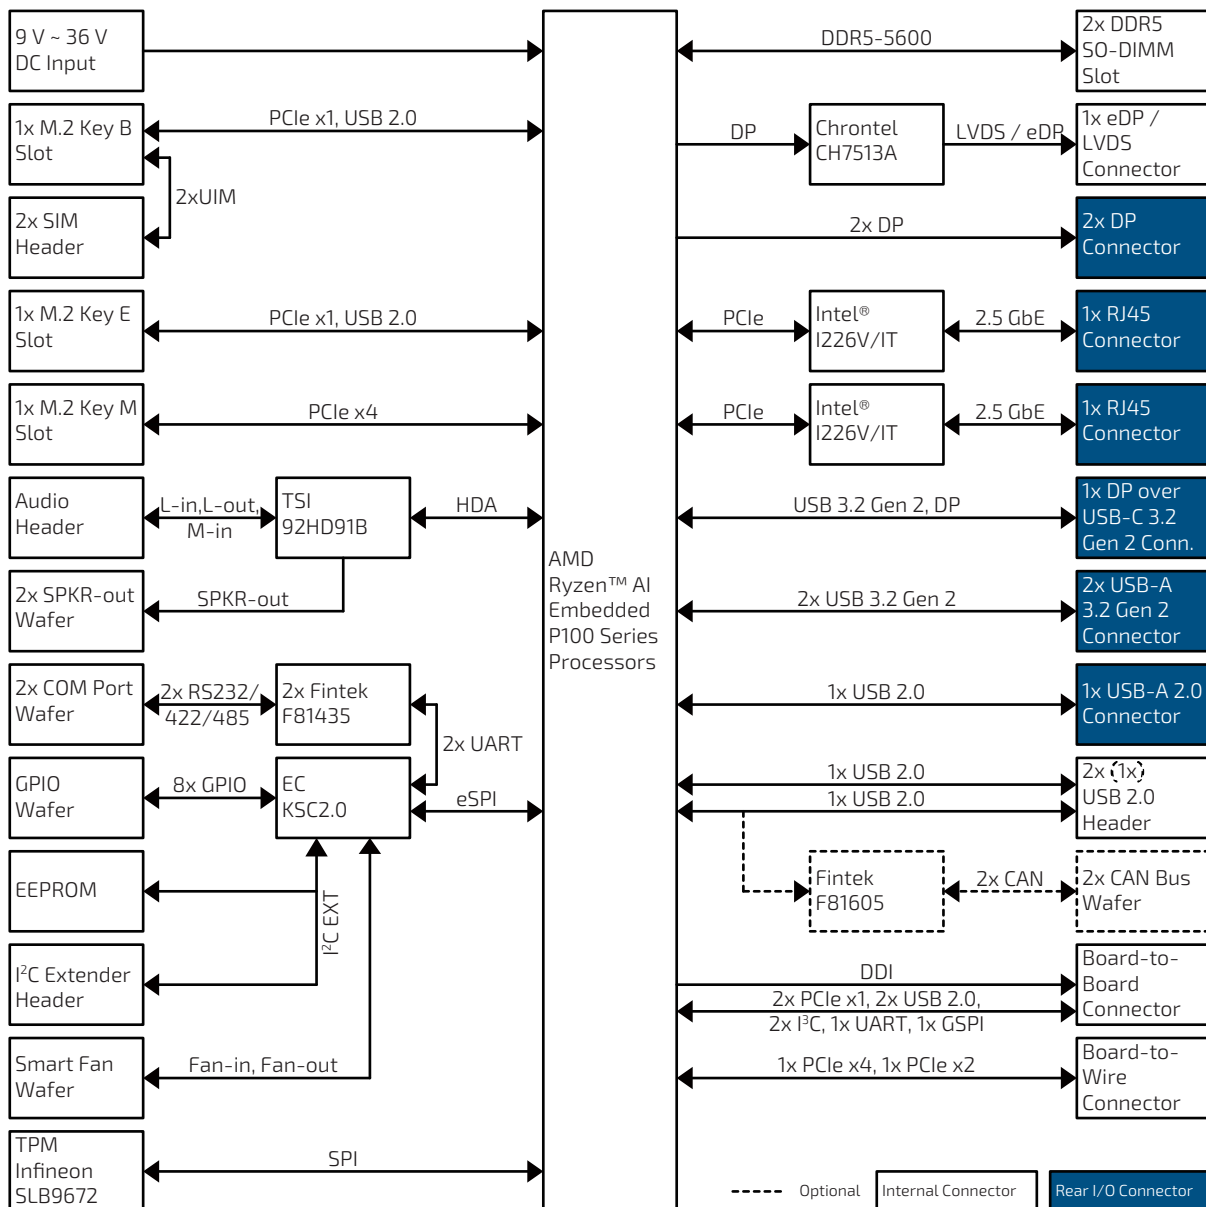 9 V ~ 36 V
DC Input
1x M.2 Key B
Slot
PCIe x1, USB 2.0
2xUIM
2x SIM
Header
1x M.2 Key E
Slot
PCIe x1, USB 2.0
1x M.2 Key M
Slot
PCIe x4
Audio
Header
L-in,L-out,
M-in
TSI
92HD91B
HDA
2x SPKR-out
Wafer
SPKR-out
2x COM Port
Wafer
2x RS232/
422/485
2x Fintek
F81435
2x UART
GPIO
Wafer
8x GPIO
EC
KSC2.0
eSPI
EEPROM
I²C EXT
I²C Extender
Header
Smart Fan
Wafer
Fan-in, Fan-out
TPM
Infineon
SLB9672
SPI
AMD
Ryzen™ AI
Embedded
P100 Series
Processors
DDR5-5600
2x DDR5
SO-DIMM
Slot
DP
Chrontel
CH7513A
LVDS / eDP
1x eDP /
LVDS
Connector
2x DP
2x DP
Connector
PCIe
Intel®
I226V/IT
2.5 GbE
1x RJ45
Connector
PCIe
Intel®
I226V/IT
2.5 GbE
1x RJ45
Connector
USB 3.2 Gen 2, DP
1x DP over
USB-C 3.2
Gen 2 Conn.
2x USB 3.2 Gen 2
2x USB-A
3.2 Gen 2
Connector
1x USB 2.0
1x USB-A 2.0
Connector
1x USB 2.0
1x USB 2.0
2x (1x)
USB 2.0
Header
Fintek
F81605
2x CAN
2x CAN Bus
Wafer
DDI
2x PCIe x1, 2x USB 2.0,
2x I³C, 1x UART, 1x GSPI
Board-to-
Board
Connector
1x PCIe x4, 1x PCIe x2
Board-to-
Wire
Connector
Optional
Internal Connector
Rear I/O Connector